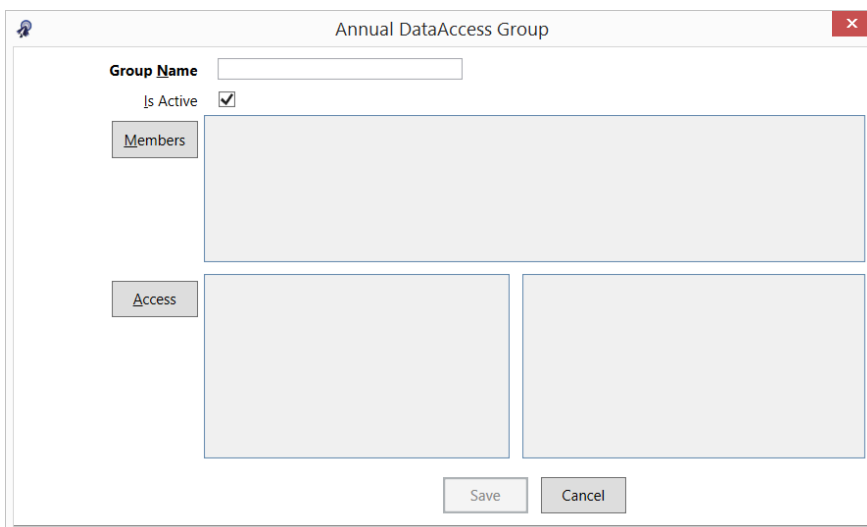 Annual DataAccess Group
Group Name
Is Active
Members
Access
Save Cancel